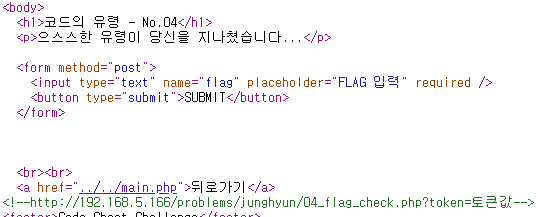 <body>
<h1>코드의 유령 - No.04</h1>
<p>으스스한 유령이 당신을 지나쳤습니다...</p>
<form method="post">
<input type="text" name="flag" placeholder="FLAG 입력" required />
<button type="submit">SUBMIT</button>
</form>
<br><br>
<a href="../../main.php">뒤로가기</a>
<!--http://192.168.5.166/problems/junghyun/04_flag_check.php?token=토큰값-->
<footer>Code Ghost Challenge</footer>